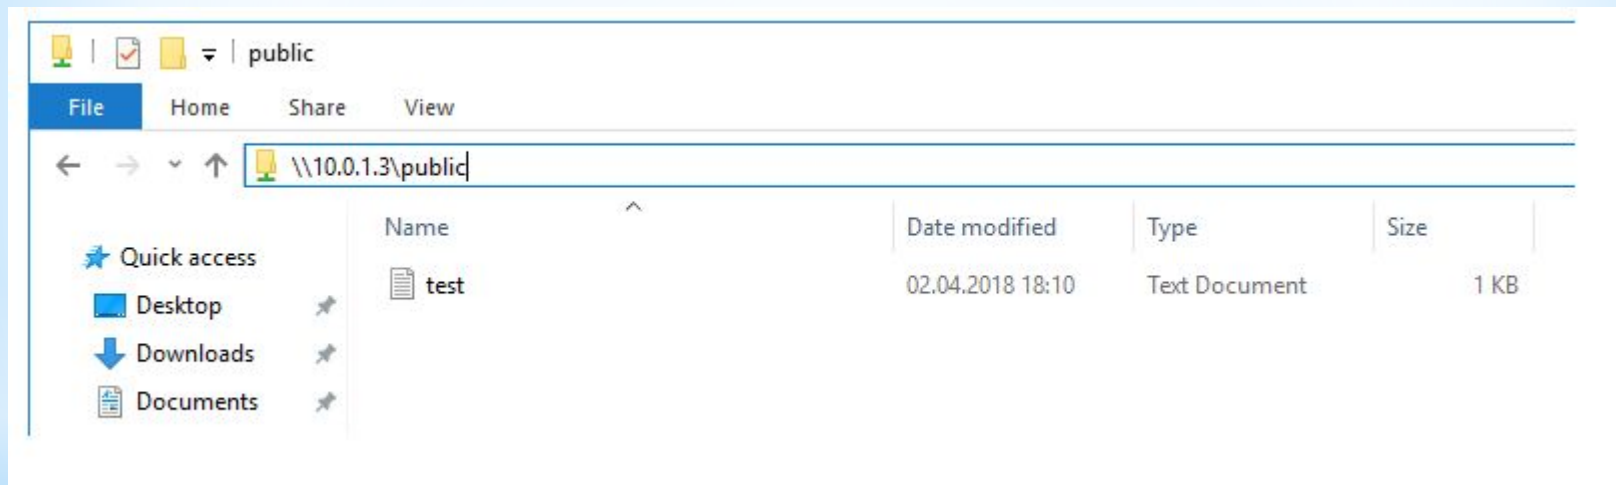 public
File Home Share View
\\10.0.1.3\public
Name Date modified Type Size
Quick access
test 02.04.2018 18:10 Text Document 1 KB
Desktop
Downloads
Documents